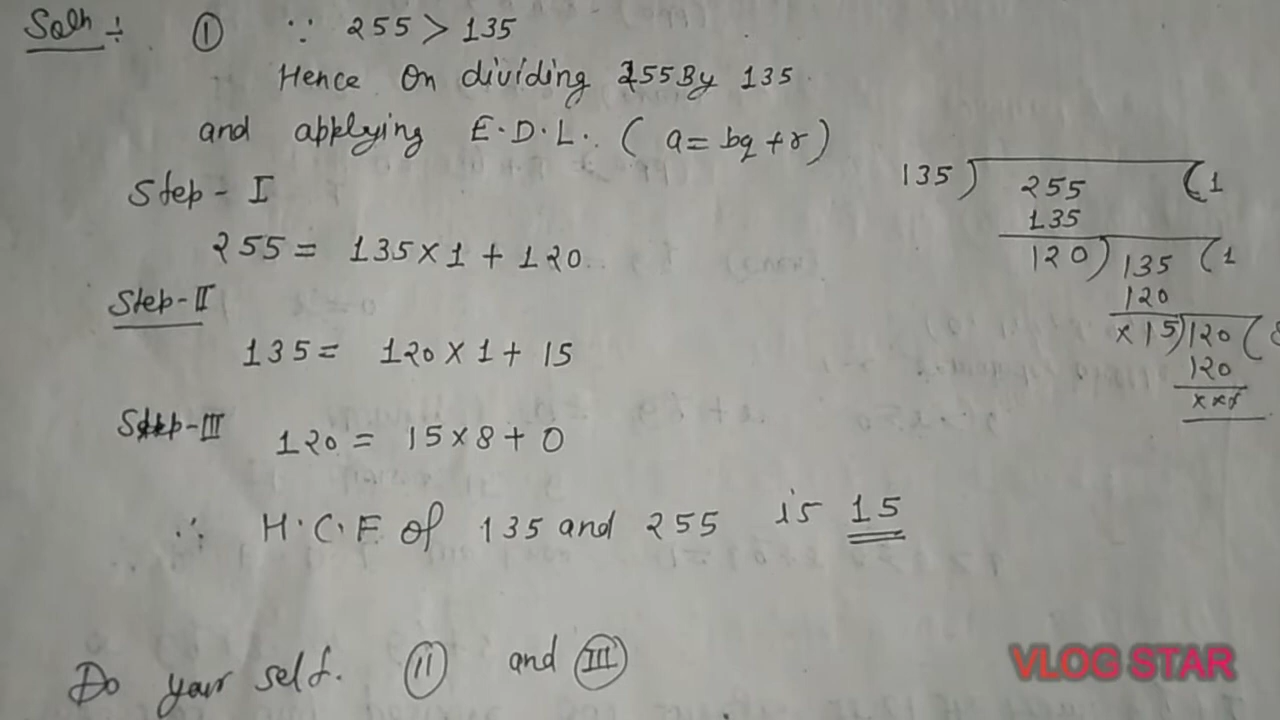 Soln ÷ ① ∵ 255 > 135
Hence On dividing 255 By 135
and applying E.D.L. ( a = bq + r )
Step - I
255 = 135 × 1 + 120
Step - II
135 = 120 × 1 + 15
Step - III
120 = 15 × 8 + 0
∴ H.C.F. of 135 and 255 is 15
Do your self. (II) and (III)
135 ) 255 ( 1
135
120 ) 135 ( 1
120
× 15 ) 120 ( 8
120
× × ×
VLOG STAR